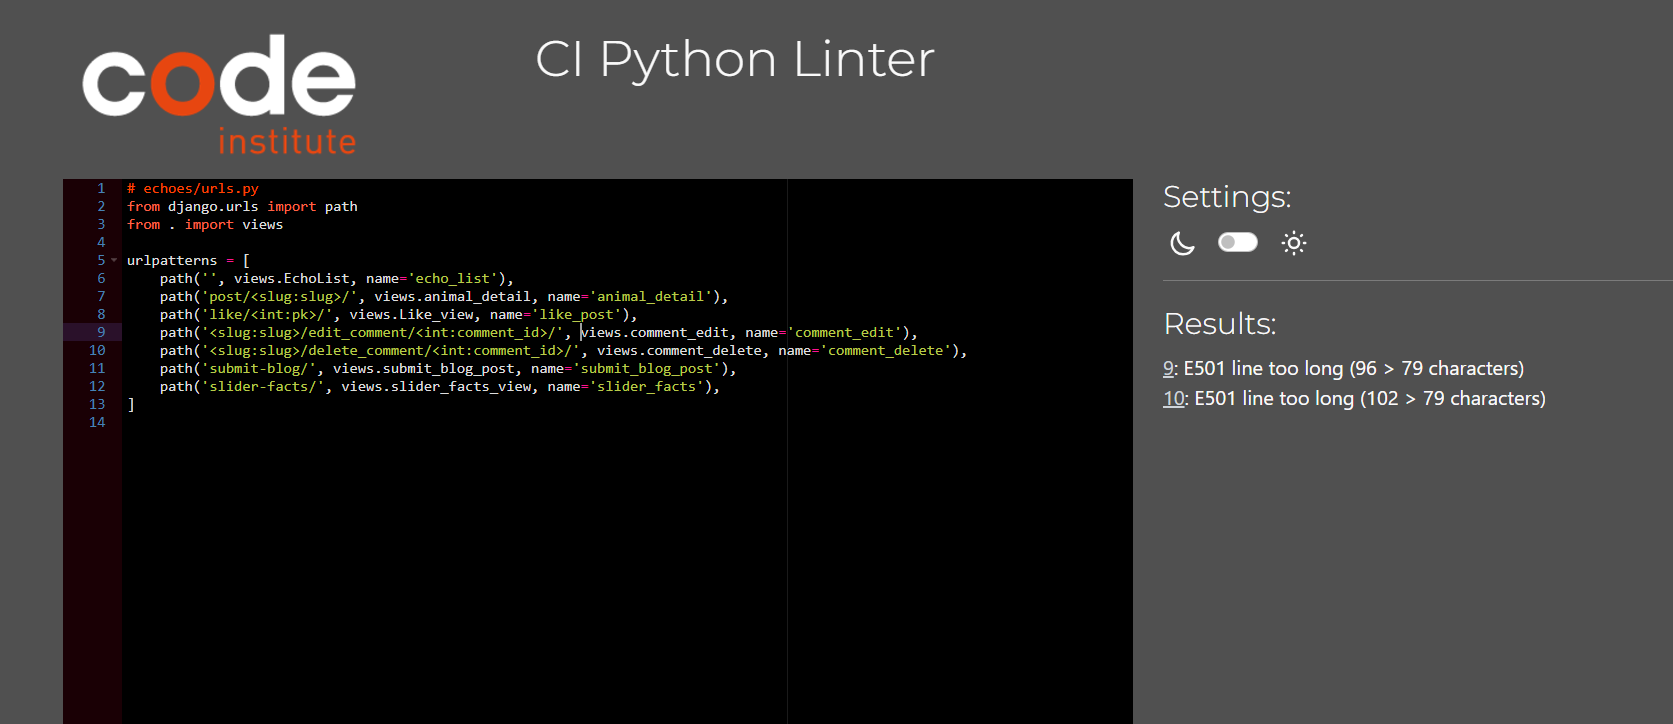 code
institute
CI Python Linter
1 # echoes/urls.py
2 from django.urls import path
3 from . import views
4
5 urlpatterns = [
6     path('', views.EchoList, name='echo_list'),
7     path('post/<slug:slug>/', views.animal_detail, name='animal_detail'),
8     path('like/<int:pk>/', views.Like_view, name='like_post'),
9     path('<slug:slug>/edit_comment/<int:comment_id>/', views.comment_edit, name='comment_edit'),
10     path('<slug:slug>/delete_comment/<int:comment_id>/', views.comment_delete, name='comment_delete'),
11     path('submit-blog/', views.submit_blog_post, name='submit_blog_post'),
12     path('slider-facts/', views.slider_facts_view, name='slider_facts'),
13 ]
14
Settings:
Results:
9: E501 line too long (96 > 79 characters)
10: E501 line too long (102 > 79 characters)